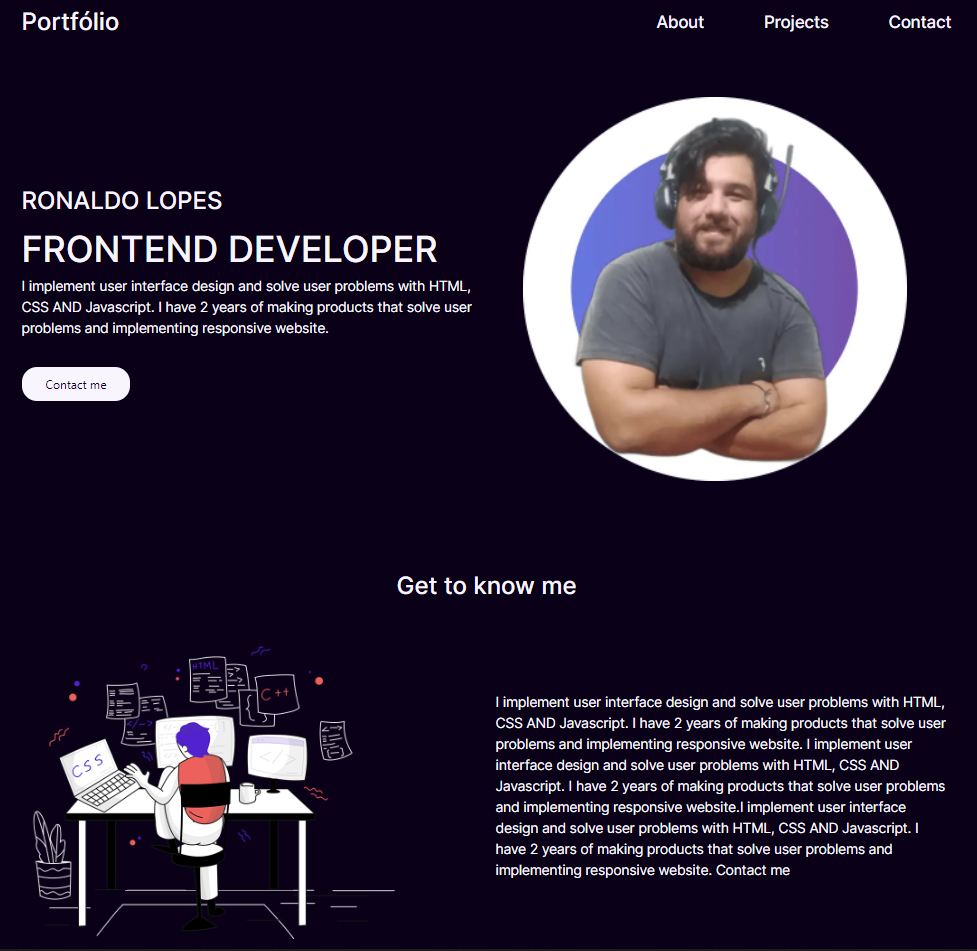 Portfólio
About
Projects
Contact
RONALDO LOPES
FRONTEND DEVELOPER
I implement user interface design and solve user problems with HTML,
CSS AND Javascript. I have 2 years of making products that solve user
problems and implementing responsive website.
Contact me
Get to know me
HTML
C++
CSS
</>
</>
I implement user interface design and solve user problems with HTML,
CSS AND Javascript. I have 2 years of making products that solve user
problems and implementing responsive website. I implement user
interface design and solve user problems with HTML, CSS AND
Javascript. I have 2 years of making products that solve user problems
and implementing responsive website.I implement user interface
design and solve user problems with HTML, CSS AND Javascript. I
have 2 years of making products that solve user problems and
implementing responsive website. Contact me